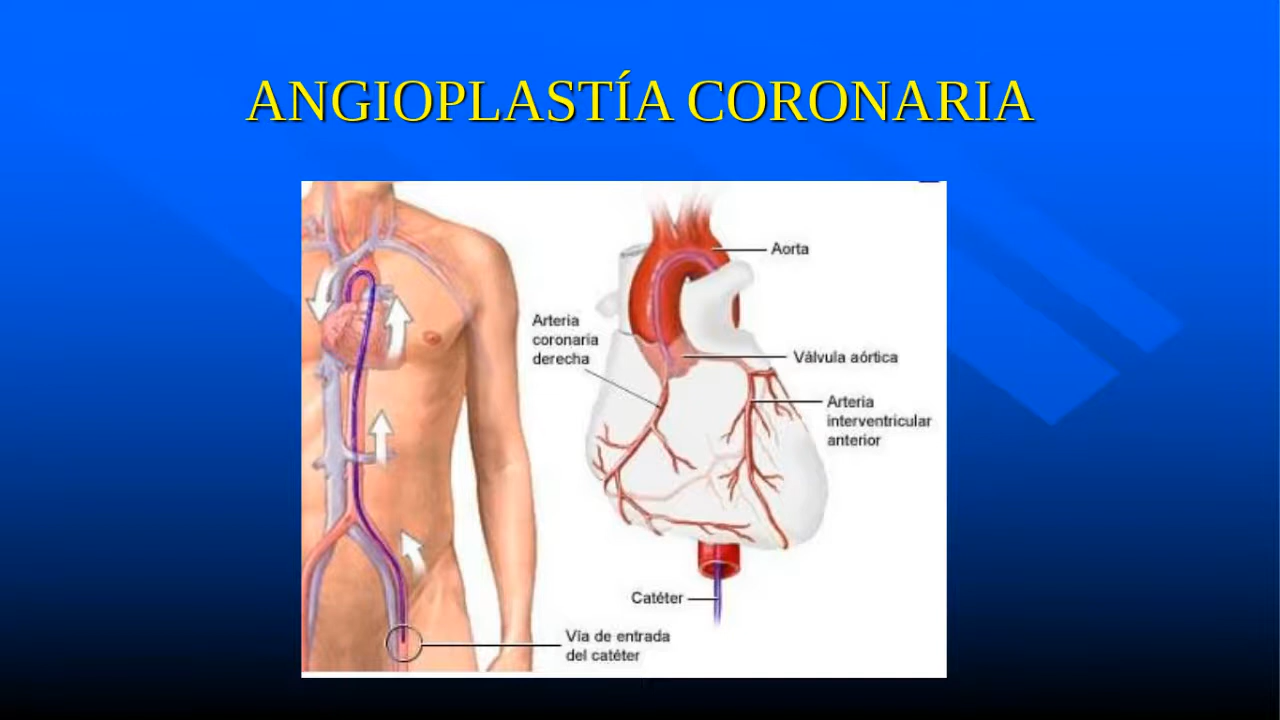 ANGIOPLASTÍA CORONARIA
Aorta
Arteria
coronaria
derecha
Válvula aórtica
Arteria
interventricular
anterior
Catéter
Vía de entrada
del catéter